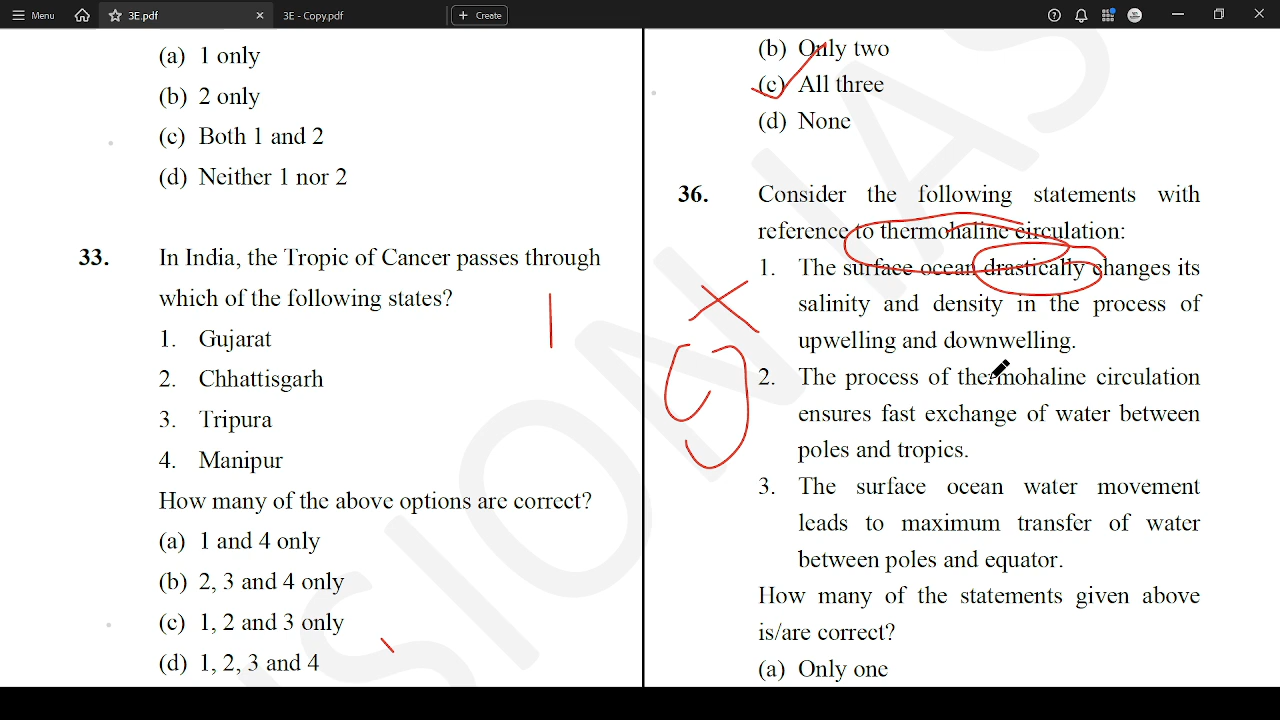 Menu
3E.pdf
3E - Copy.pdf
Create
(a) 1 only
(b) 2 only
(c) Both 1 and 2
(d) Neither 1 nor 2
33. In India, the Tropic of Cancer passes through
which of the following states?
1. Gujarat
2. Chhattisgarh
3. Tripura
4. Manipur
How many of the above options are correct?
(a) 1 and 4 only
(b) 2, 3 and 4 only
(c) 1, 2 and 3 only
(d) 1, 2, 3 and 4
(b) Only two
(c) All three
(d) None
36. Consider the following statements with
reference to thermohaline circulation:
1. The surface ocean drastically changes its
salinity and density in the process of
upwelling and downwelling.
2. The process of thermohaline circulation
ensures fast exchange of water between
poles and tropics.
3. The surface ocean water movement
leads to maximum transfer of water
between poles and equator.
How many of the statements given above
is/are correct?
(a) Only one
VISION IAS